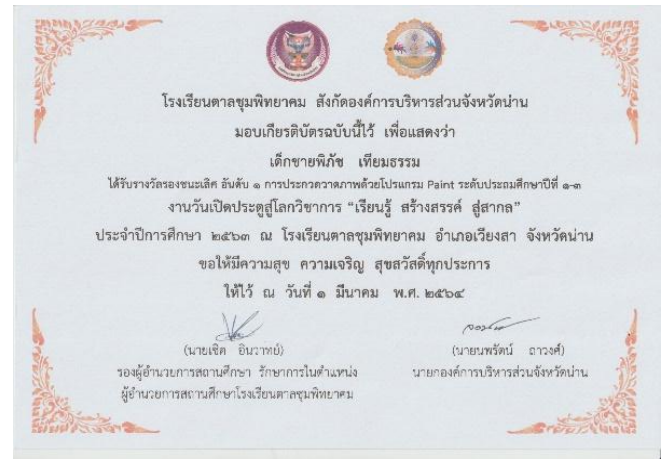 โรงเรียนตาลชุมพิทยาคม สังกัดองค์การบริหารส่วนจังหวัดน่าน
มอบเกียรติบัตรฉบับนี้ไว้ เพื่อแสดงว่า
เด็กชายพิภัช เทียมธรรม
ได้รับรางวัลรองชนะเลิศ อันดับ ๑ การประกวดวาดภาพด้วยโปรแกรม Paint ระดับประถมศึกษาปีที่ ๑-๓
งานวันเปิดประตูสู่โลกวิชาการ “เรียนรู้ สร้างสรรค์ สู่สากล”
ประจำปีการศึกษา ๒๕๖๓ ณ โรงเรียนตาลชุมพิทยาคม อำเภอเวียงสา จังหวัดน่าน
ขอให้มีความสุข ความเจริญ สุขสวัสดิ์ทุกประการ
ให้ไว้ ณ วันที่ ๑ มีนาคม พ.ศ. ๒๕๖๔
(นายเชิด อินวาทย์) (นายนพรัตน์ ถาวงศ์)
รองผู้อำนวยการสถานศึกษา รักษาการในตำแหน่ง นายกองค์การบริหารส่วนจังหวัดน่าน
ผู้อำนวยการสถานศึกษาโรงเรียนตาลชุมพิทยาคม